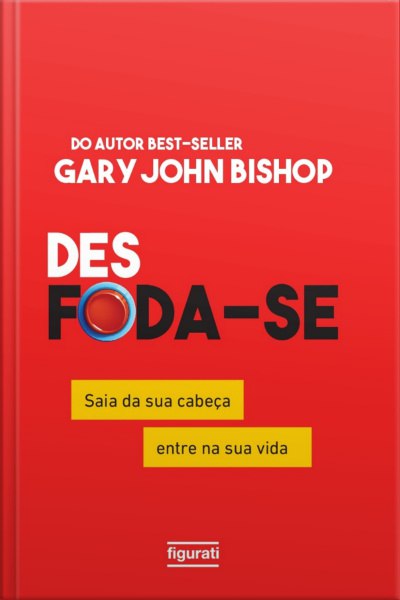 DO AUTOR BEST-SELLER
GARY JOHN BISHOP
DES
FODA-SE
Saia da sua cabeça
entre na sua vida
figurati